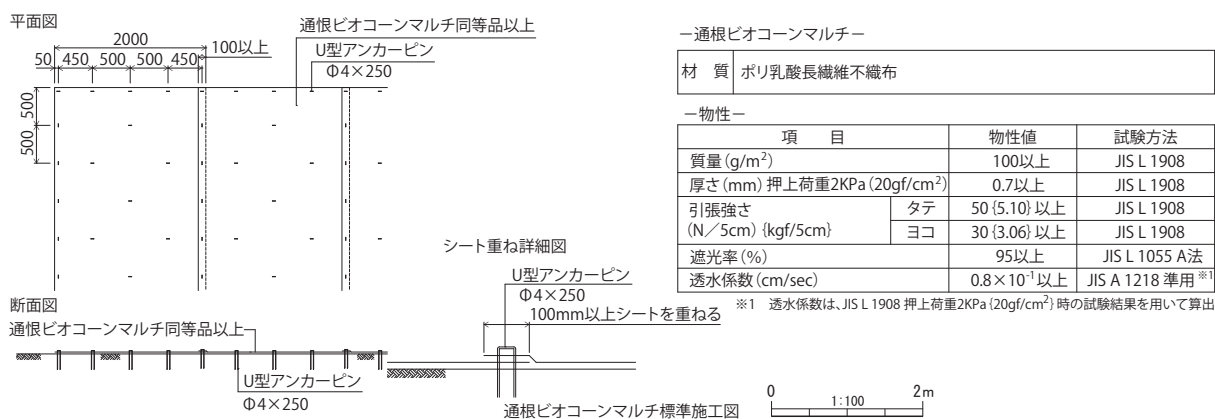 平面図
2000
100以上
50 450 500 500 450
500
500
通恨ビオコーンマルチ同等品以上
U型アンカーピン
Φ4×250
断面図
通恨ビオコーンマルチ同等品以上
U型アンカーピン
Φ4×250
シート重ね詳細図
U型アンカーピン
Φ4×250
100mm以上シートを重ねる
通根ビオコーンマルチ標準施工図
0 2m
1:100
－通根ビオコーンマルチ－
材 質 ポリ乳酸長繊維不織布
－物性－
項 目 物性値 試験方法
質量(g/m²) 100以上 JIS L 1908
厚さ(mm) 押上荷重2KPa(20gf/cm²) 0.7以上 JIS L 1908
引張強さ タテ 50{5.10}以上 JIS L 1908
(N／5cm) {kgf/5cm} ヨコ 30{3.06}以上 JIS L 1908
遮光率(%) 95以上 JIS L 1055 A法
透水係数(cm/sec) 0.8×10⁻¹以上 JIS A 1218 準用※1
※1 透水係数は、JIS L 1908 押上荷重2KPa{20gf/cm²}時の試験結果を用いて算出